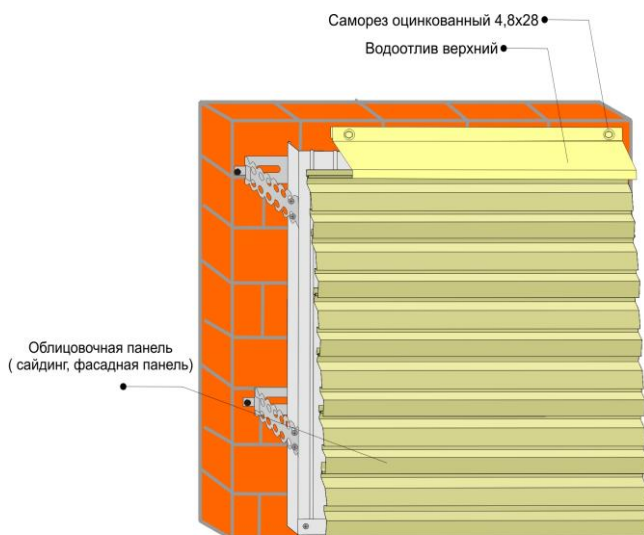 Саморез оцинкованный 4,8х28
Водоотлив верхний
Облицовочная панель
( сайдинг, фасадная панель)